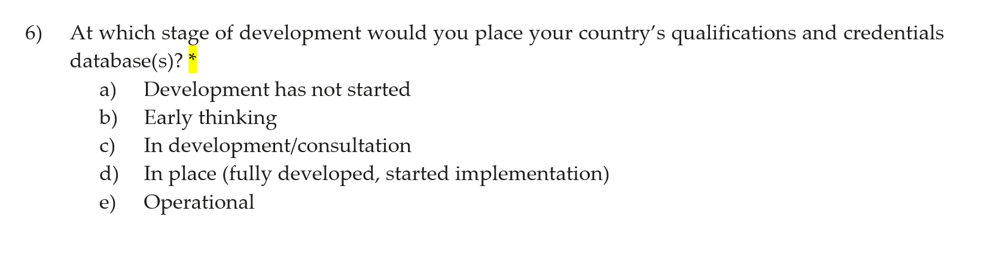 6) At which stage of development would you place your country’s qualifications and credentials
database(s)? *
a) Development has not started
b) Early thinking
c) In development/consultation
d) In place (fully developed, started implementation)
e) Operational